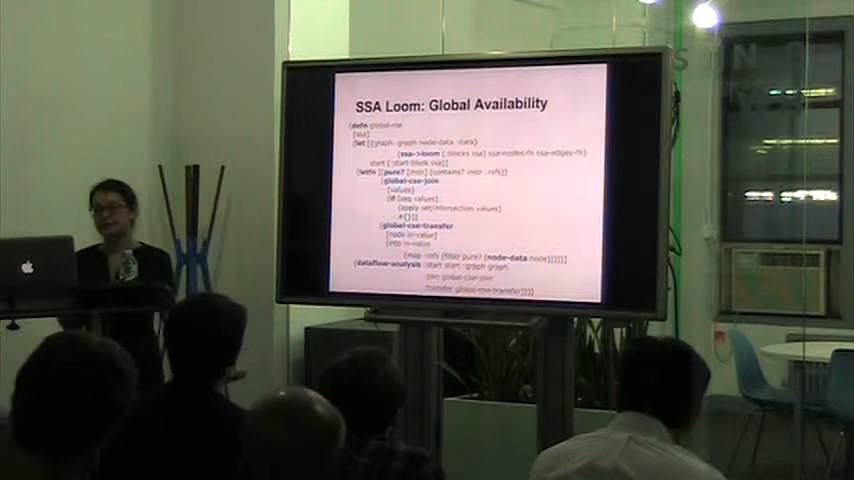 SSA Loom: Global Availability
(defn global-cse
[ssa]
(let [{graph :graph node-data :data}
(ssa->loom (:blocks ssa) ssa-nodes-fn ssa-edges-fn)
start (:start-block ssa)]
(letfn [(pure? [instr] (contains? instr :refs))
(global-cse-join
[values]
(if (seq values)
(apply set/intersection values)
#{}))
(global-cse-transfer
[node in-value]
(into in-value
(map :refs (filter pure? (node-data node)))))]
(dataflow-analysis :start start :graph graph
:join global-cse-join
:transfer global-cse-transfer))))